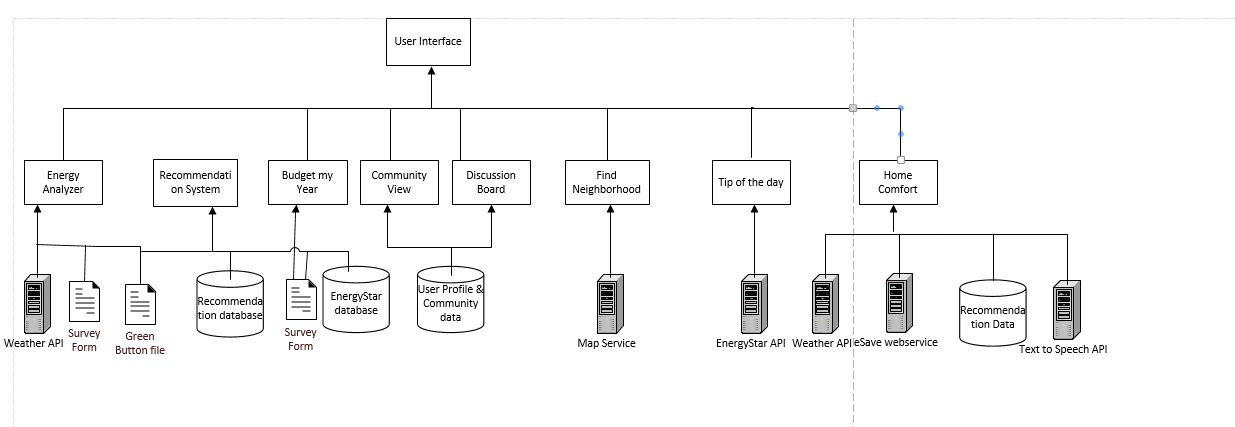 User Interface
Energy
Analyzer
Recommendati
on System
Budget my
Year
Community
View
Discussion
Board
Find
Neighborhood
Tip of the day
Home
Comfort
Weather API
Survey
Form
Green
Button file
Recommenda
tion database
Survey
Form
EnergyStar
database
User Profile &
Community
data
Map Service
EnergyStar API
Weather API
eSave webservice
Recommenda
tion Data
Text to Speech API